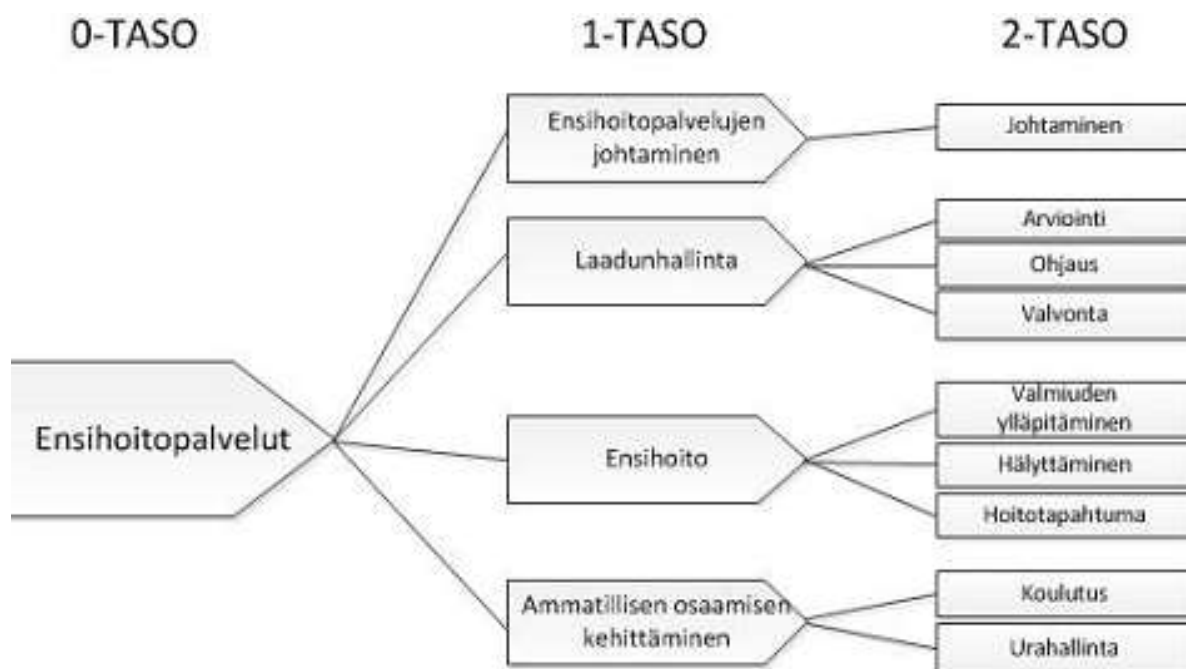 0-TASO
1-TASO
2-TASO
Ensihoitopalvelut
Ensihoitopalvelujen
johtaminen
Johtaminen
Laadunhallinta
Arviointi
Ohjaus
Valvonta
Ensihoito
Valmiuden
ylläpitäminen
Hälyttäminen
Hoitotapahtuma
Ammatillisen osaamisen
kehittäminen
Koulutus
Urahallinta